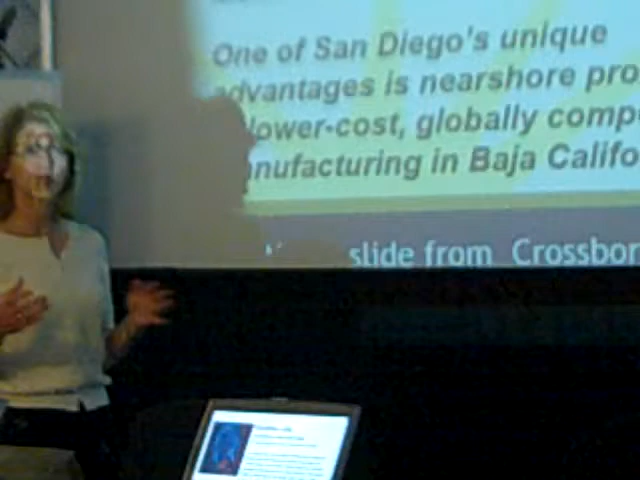 One of San Diego's unique
advantages is nearshore pro
lower-cost, globally comp
nufacturing in Baja Califo
slide from Crossbor